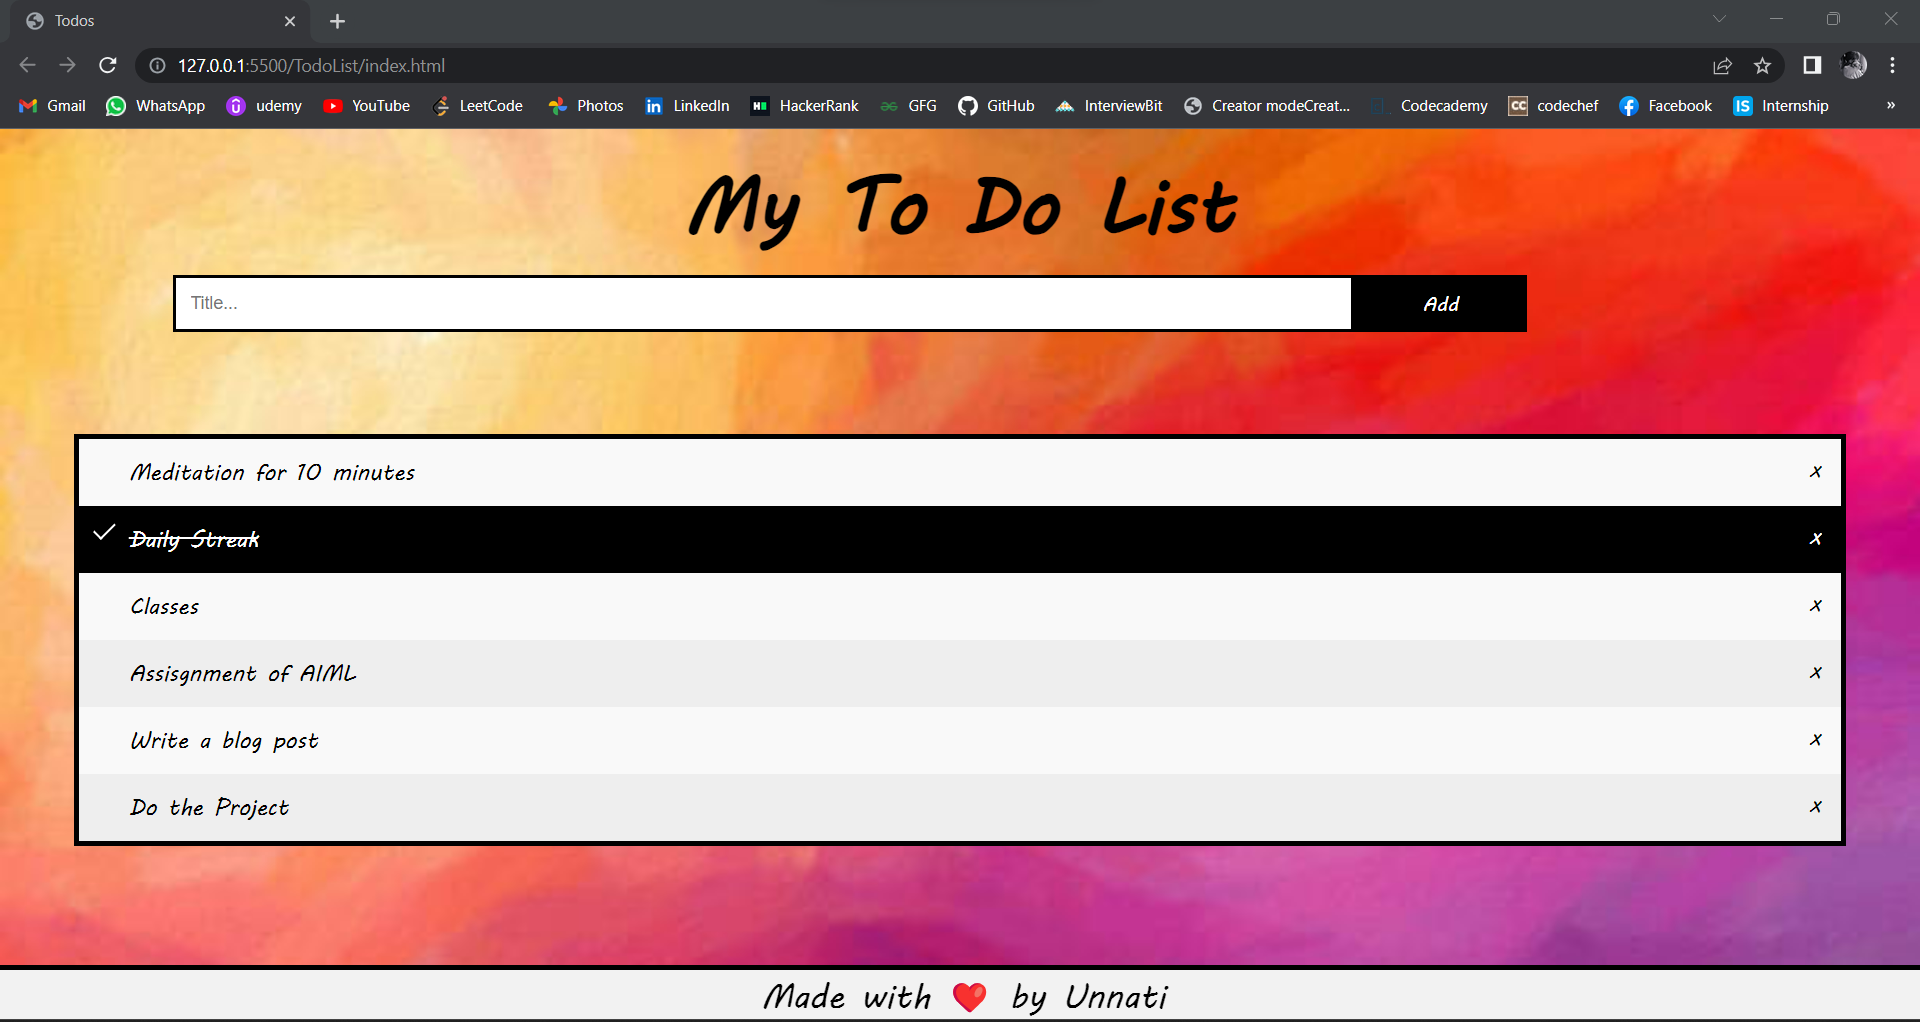 Todos
127.0.0.1:5500/TodoList/index.html
Gmail WhatsApp udemy YouTube LeetCode Photos LinkedIn HackerRank GFG GitHub InterviewBit Creator modeCreat... Codecademy codechef Facebook Internship »
My To Do List
Title... Add
Meditation for 10 minutes x
Daily Streak x
Classes x
Assisgnment of AIML x
Write a blog post x
Do the Project x
Made with ❤️ by Unnati